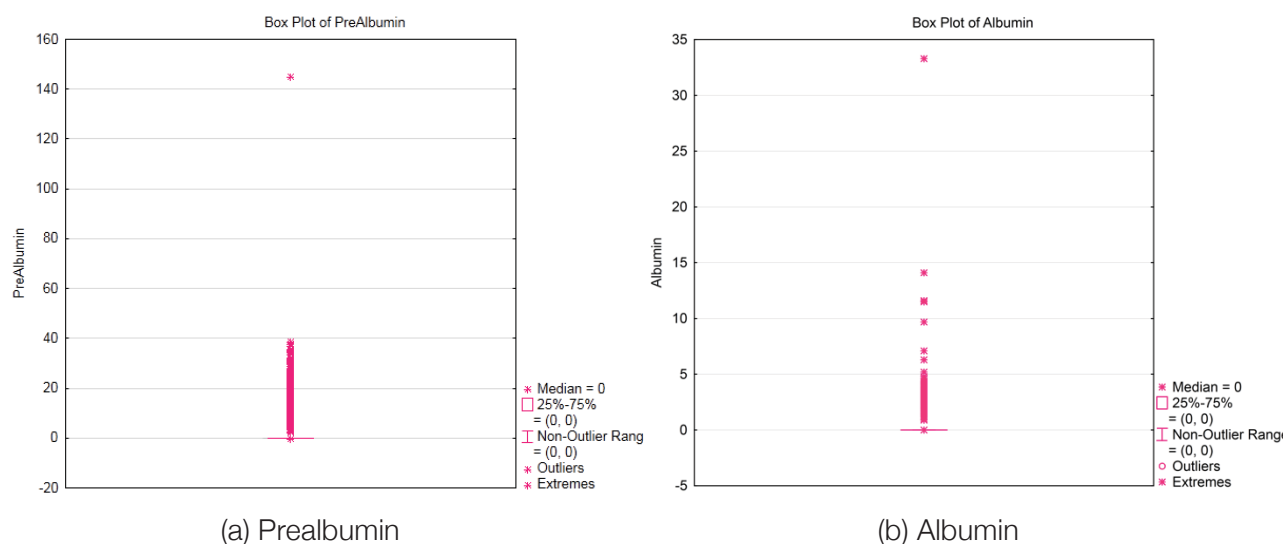 Box Plot of PreAlbumin
160
140
120
100
80
60
40
20
0
-20
PreAlbumin
Median = 0
25%-75%
= (0, 0)
Non-Outlier Range
= (0, 0)
Outliers
Extremes
(a) Prealbumin
Box Plot of Albumin
35
30
25
20
15
10
5
0
-5
Albumin
Median = 0
25%-75%
= (0, 0)
Non-Outlier Range
= (0, 0)
Outliers
Extremes
(b) Albumin